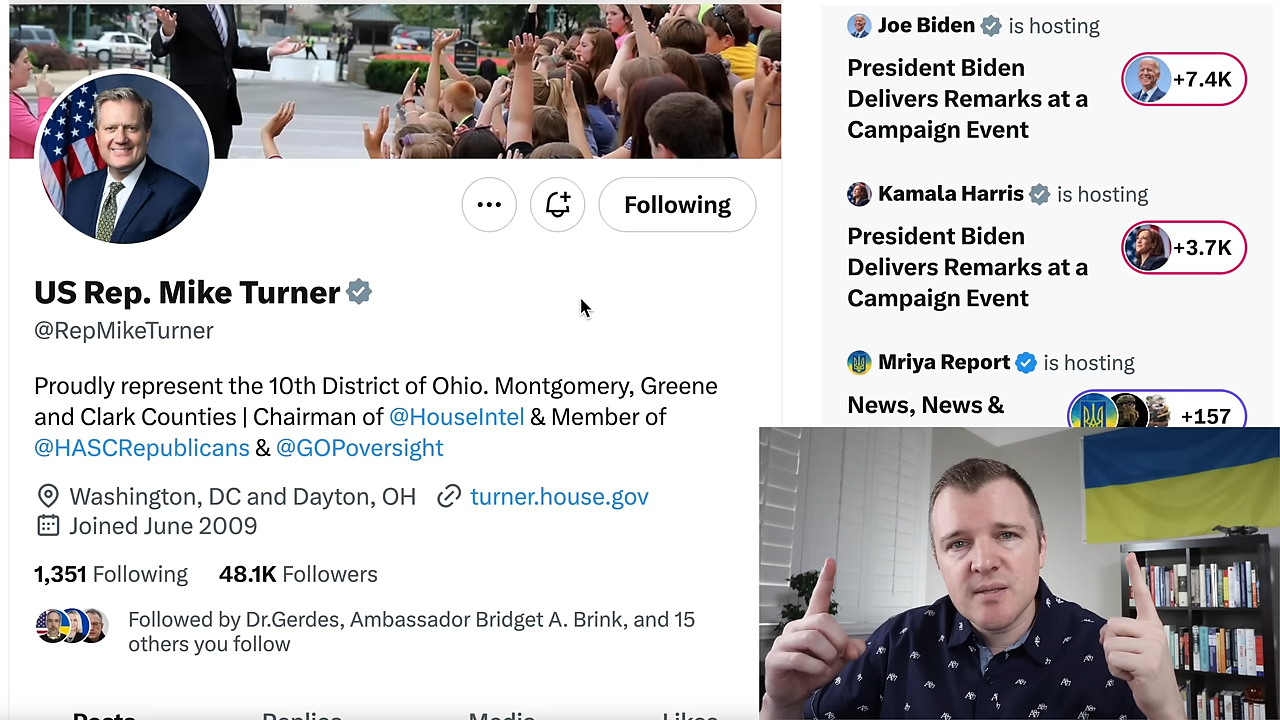 Following
US Rep. Mike Turner
@RepMikeTurner
Proudly represent the 10th District of Ohio. Montgomery, Greene
and Clark Counties | Chairman of @HouseIntel & Member of
@HASCRepublicans & @GOPoversight
Washington, DC and Dayton, OH turner.house.gov
Joined June 2009
1,351 Following 48.1K Followers
Followed by Dr.Gerdes, Ambassador Bridget A. Brink, and 15
others you follow
Posts Replies Media Likes
Joe Biden is hosting
President Biden
Delivers Remarks at a
Campaign Event
+7.4K
Kamala Harris is hosting
President Biden
Delivers Remarks at a
Campaign Event
+3.7K
Mriya Report is hosting
News, News &
+157